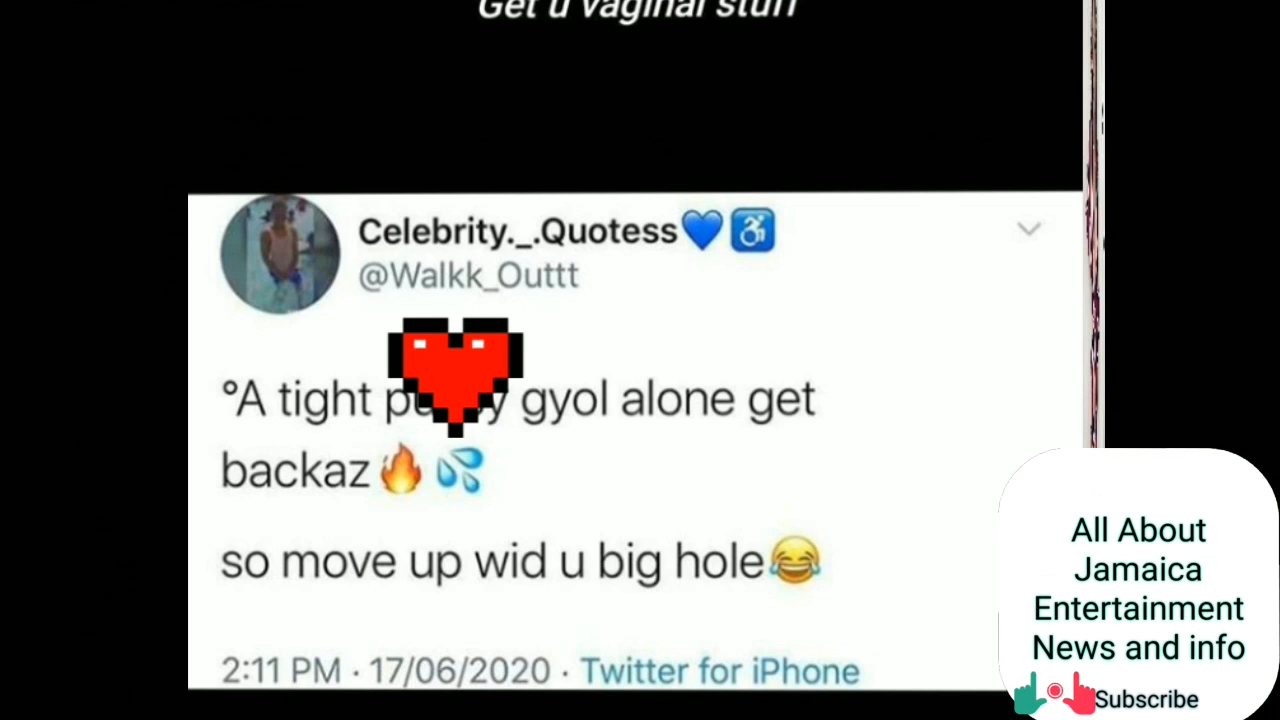 Get u vaginal stuff
Celebrity._.Quotess💙♿
@Walkk_Outtt
°A tight gyol alone get
backaz🔥💦
so move up wid u big hole😂
2:11 PM · 17/06/2020 · Twitter for iPhone
All About
Jamaica
Entertainment
News and info
Subscribe